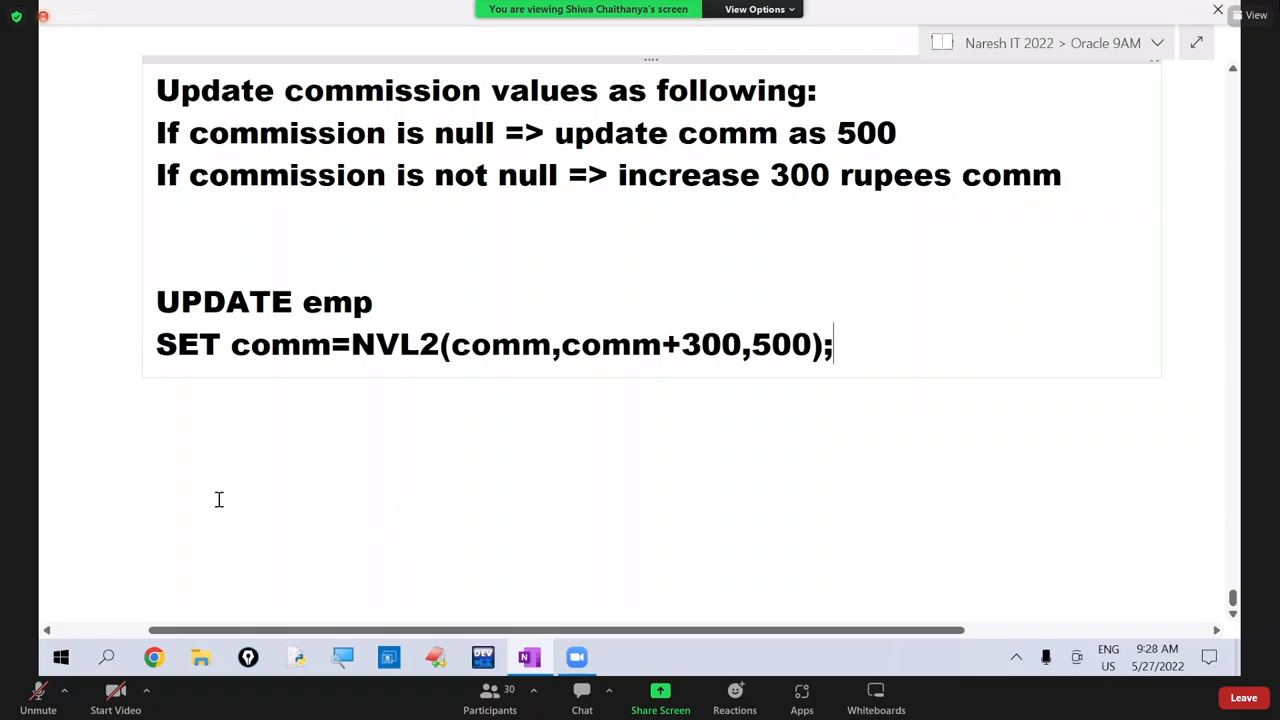 You are viewing Shiwa Chaithanya's screen
View Options
View
Naresh IT 2022 > Oracle 9AM
Update commission values as following:
If commission is null => update comm as 500
If commission is not null => increase 300 rupees comm
UPDATE emp
SET comm=NVL2(comm,comm+300,500);
DEV
N
ENG
US
9:28 AM
5/27/2022
Unmute
Start Video
30
Participants
Chat
Share Screen
Reactions
Apps
Whiteboards
Leave